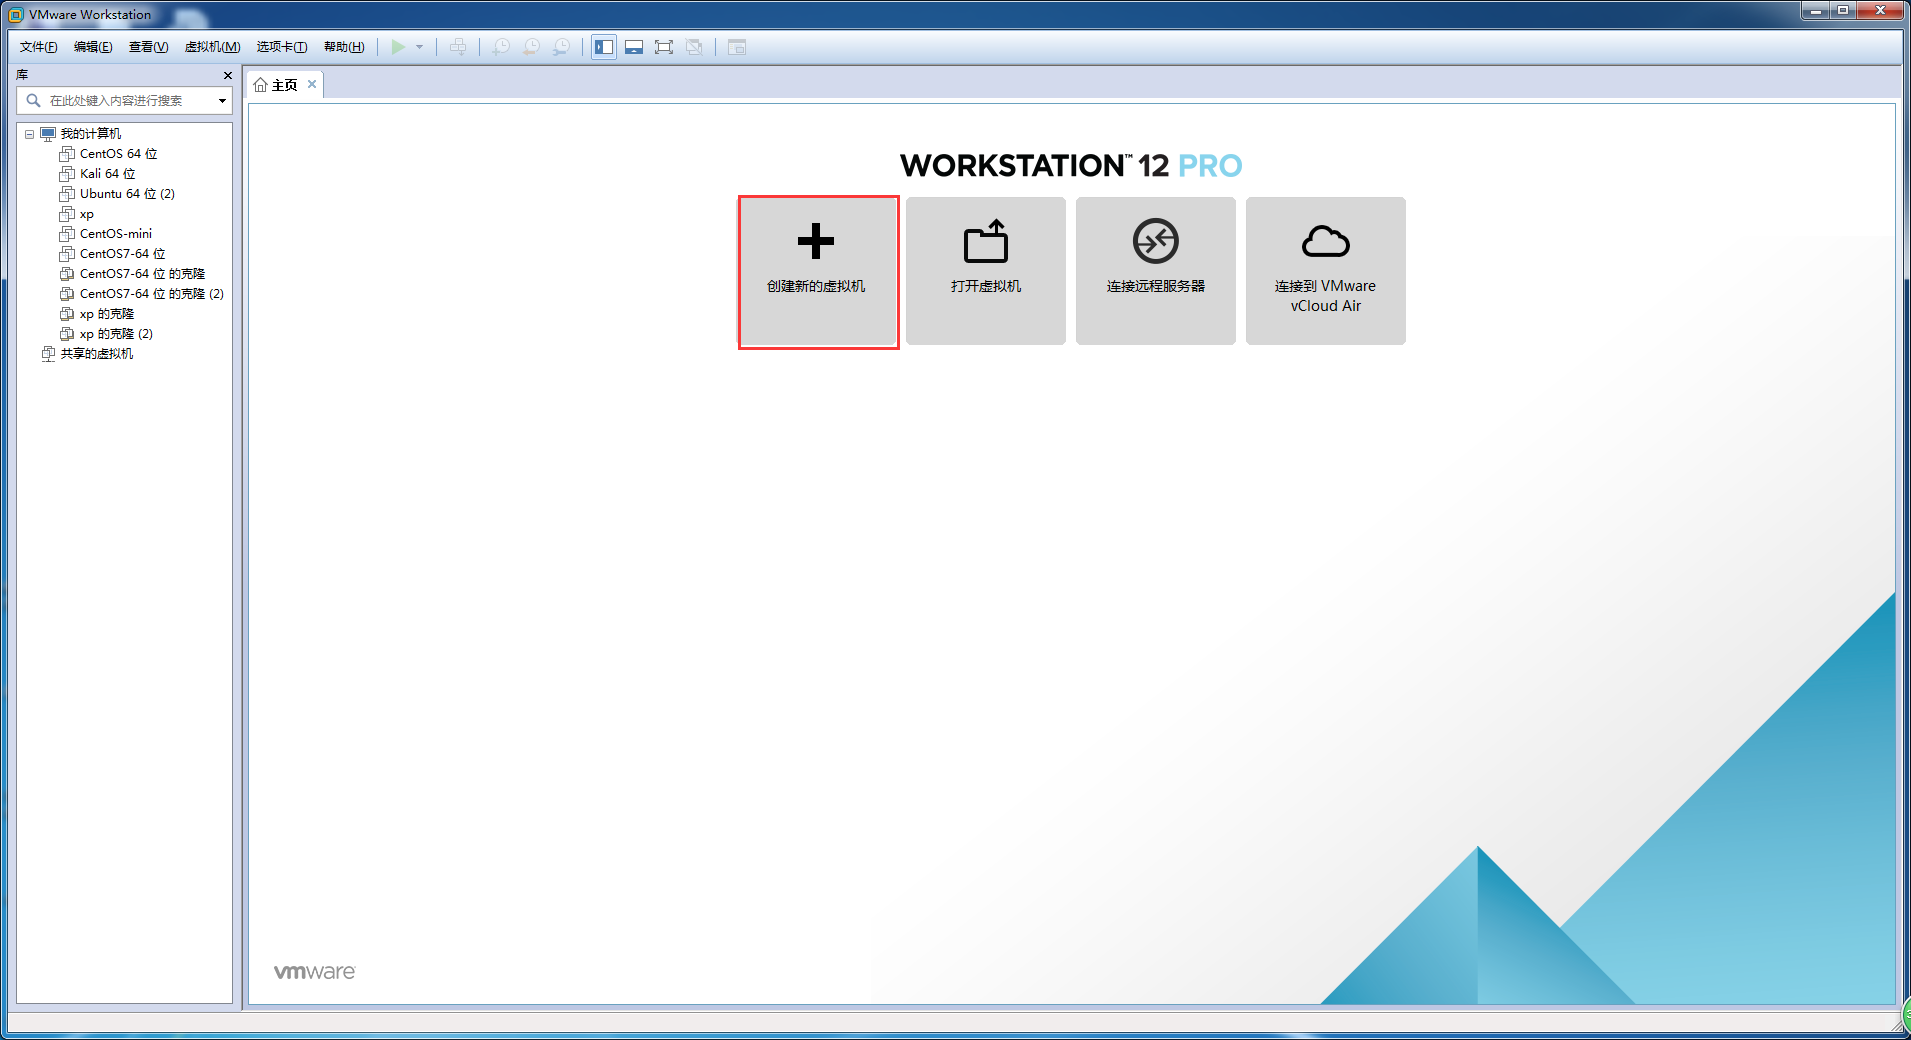 VMware Workstation
文件(F) 编辑(E) 查看(V) 虚拟机(M) 选项卡(T) 帮助(H)
库
在此处键入内容进行搜索
我的计算机
CentOS 64 位
Kali 64 位
Ubuntu 64 位 (2)
xp
CentOS-mini
CentOS7-64 位
CentOS7-64 位 的克隆
CentOS7-64 位 的克隆 (2)
xp 的克隆
xp 的克隆 (2)
共享的虚拟机
主页
WORKSTATION™ 12 PRO
创建新的虚拟机
打开虚拟机
连接远程服务器
连接到 VMware
vCloud Air
vmware